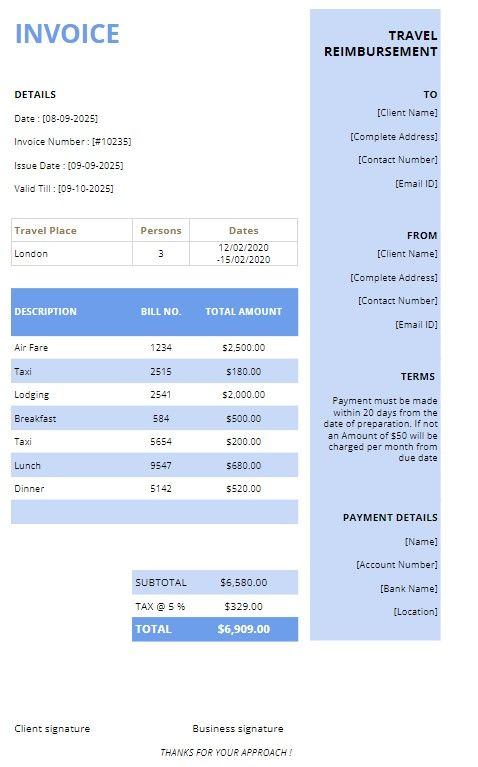 INVOICE
DETAILS
Date : [08-09-2025]
Invoice Number : [#10235]
Issue Date : [09-09-2025]
Valid Till : [09-10-2025]
Travel Place Persons Dates
London 3 12/02/2020
-15/02/2020
DESCRIPTION BILL NO. TOTAL AMOUNT
Air Fare 1234 $2,500.00
Taxi 2515 $180.00
Lodging 2541 $2,000.00
Breakfast 584 $500.00
Taxi 5654 $200.00
Lunch 9547 $680.00
Dinner 5142 $520.00
SUBTOTAL $6,580.00
TAX @ 5 % $329.00
TOTAL $6,909.00
TRAVEL
REIMBURSEMENT
TO
[Client Name]
[Complete Address]
[Contact Number]
[Email ID]
FROM
[Client Name]
[Complete Address]
[Contact Number]
[Email ID]
TERMS
Payment must be made
within 20 days from the
date of preparation. If not
an Amount of $50 will be
charged per month from
due date
PAYMENT DETAILS
[Name]
[Account Number]
[Bank Name]
[Location]
Client signature Business signature
THANKS FOR YOUR APPROACH !